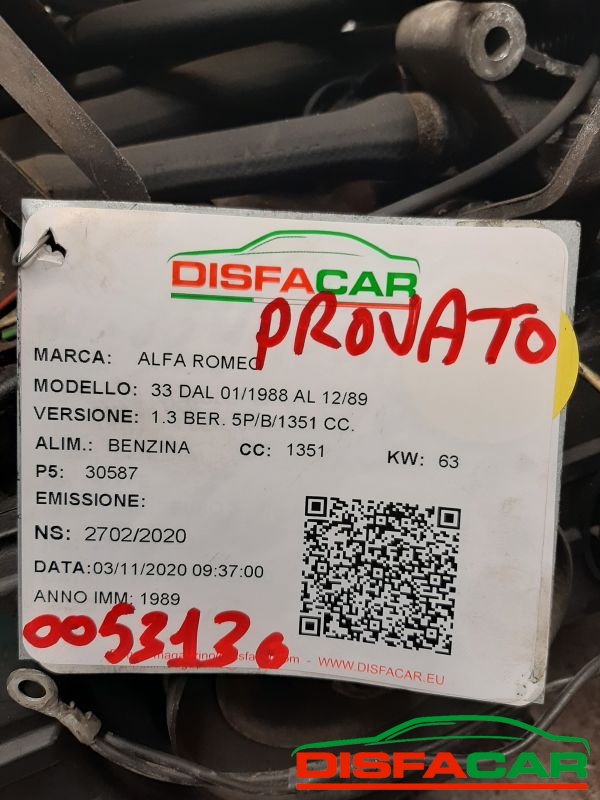 DISFACAR
PROVATO
MARCA: ALFA ROMEO
MODELLO: 33 DAL 01/1988 AL 12/89
VERSIONE: 1.3 BER. 5P/B/1351 CC.
ALIM.: BENZINA CC: 1351 KW: 63
P5: 30587
EMISSIONE:
NS: 2702/2020
DATA:03/11/2020 09:37:00
ANNO IMM: 1989
005313
.com - WWW.DISFACAR.EU
DISFACAR